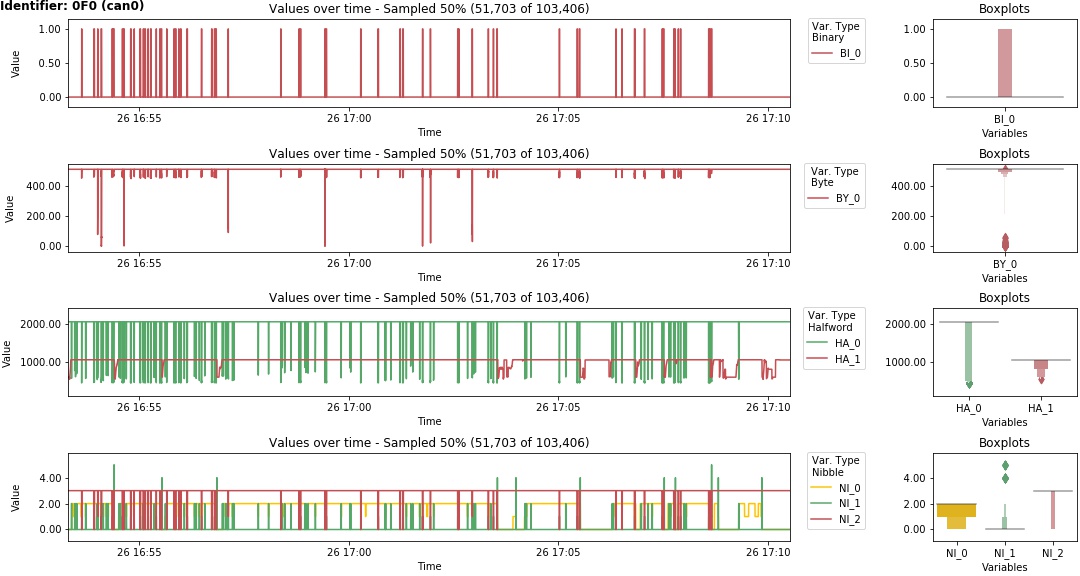 Identifier: 0F0 (can0)
Values over time - Sampled 50% (51,703 of 103,406)
Boxplots
Value
1.00
0.50
0.00
26 16:55
26 17:00
26 17:05
26 17:10
Time
Var. Type
Binary
BI_0
1.00
0.50
0.00
BI_0
Variables
Values over time - Sampled 50% (51,703 of 103,406)
Boxplots
Value
400.00
200.00
0.00
26 16:55
26 17:00
26 17:05
26 17:10
Time
Var. Type
Byte
BY_0
400.00
200.00
0.00
BY_0
Variables
Values over time - Sampled 50% (51,703 of 103,406)
Boxplots
Value
2000.00
1000.00
26 16:55
26 17:00
26 17:05
26 17:10
Time
Var. Type
Halfword
HA_0
HA_1
2000.00
1000.00
HA_0
HA_1
Variables
Values over time - Sampled 50% (51,703 of 103,406)
Boxplots
Value
4.00
2.00
0.00
26 16:55
26 17:00
26 17:05
26 17:10
Time
Var. Type
Nibble
NI_0
NI_1
NI_2
4.00
2.00
0.00
NI_0
NI_1
NI_2
Variables